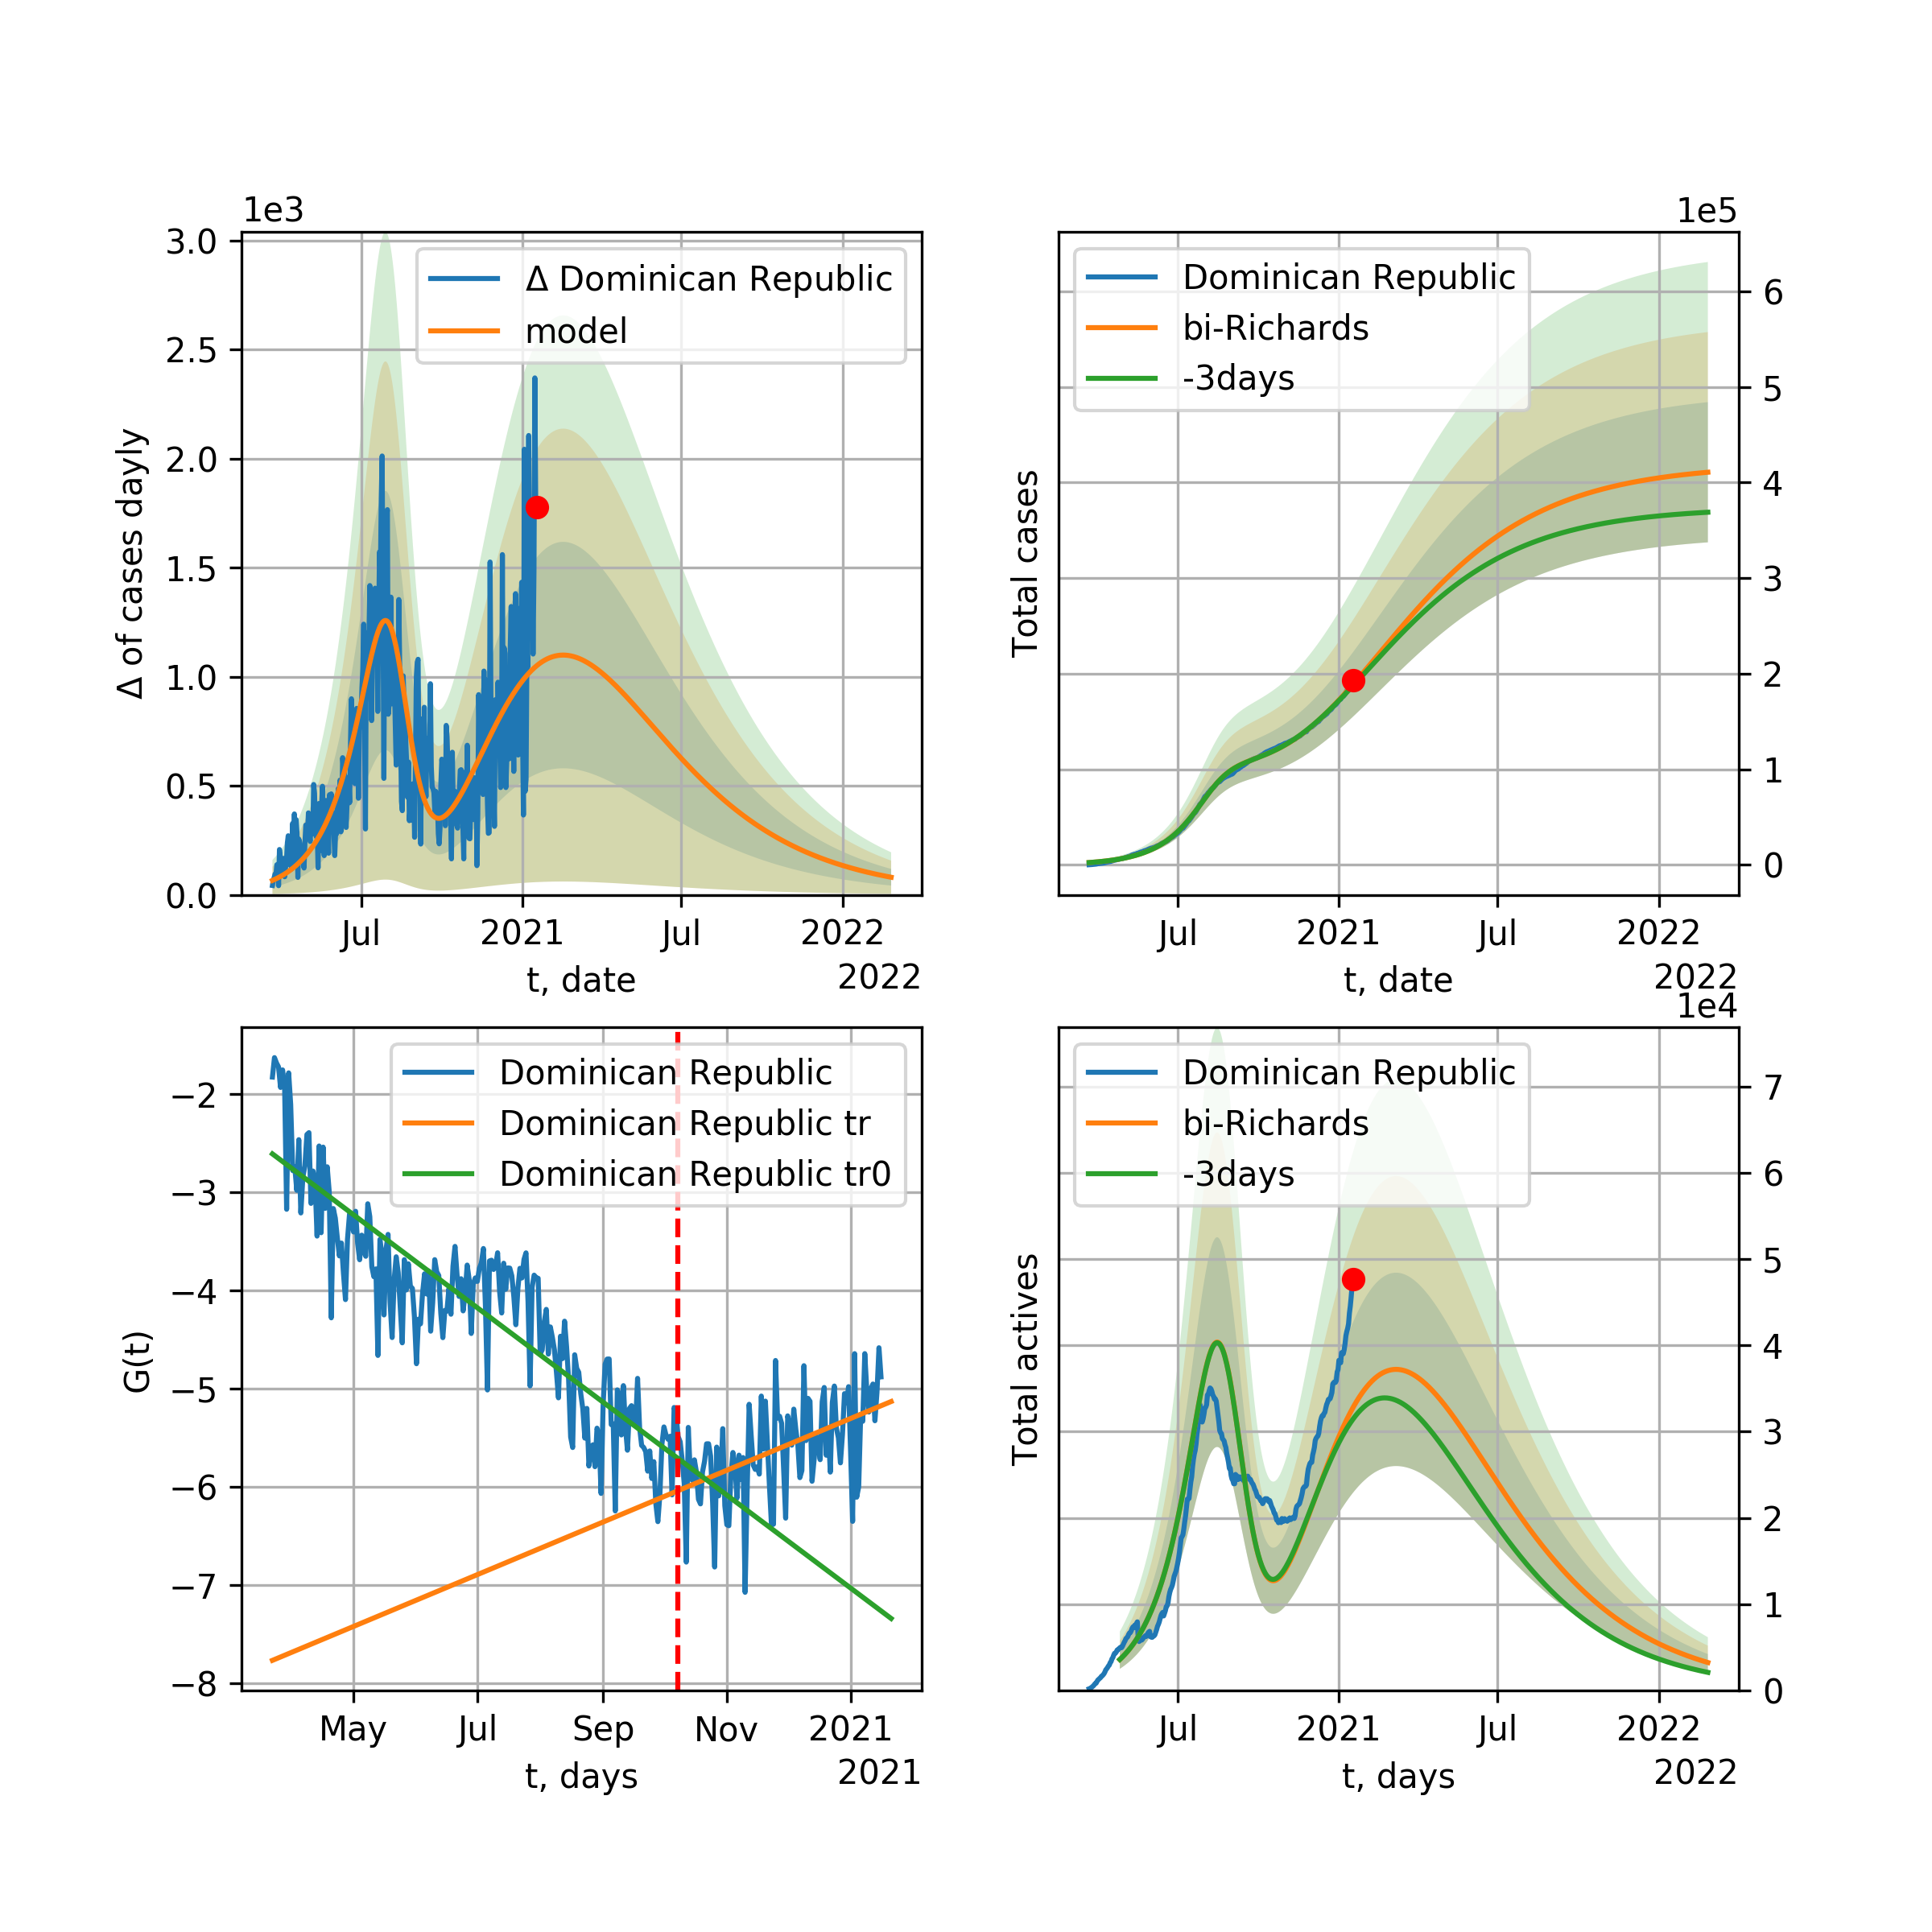 1e3
3.0
2.5
2.0
1.5
1.0
0.5
0.0
Δ of cases dayly
Δ Dominican Republic
model
Jul
2021
Jul
2022
t, date
2022
1e5
Total cases
Dominican Republic
bi-Richards
-3days
6
5
4
3
2
1
0
Jul
2021
Jul
2022
t, date
2022
−2
−3
−4
−5
−6
−7
−8
G(t)
Dominican Republic
Dominican Republic tr
Dominican Republic tr0
May
Jul
Sep
Nov
2021
t, days
2021
1e4
Total actives
Dominican Republic
bi-Richards
-3days
7
6
5
4
3
2
1
0
Jul
2021
Jul
2022
t, days
2022